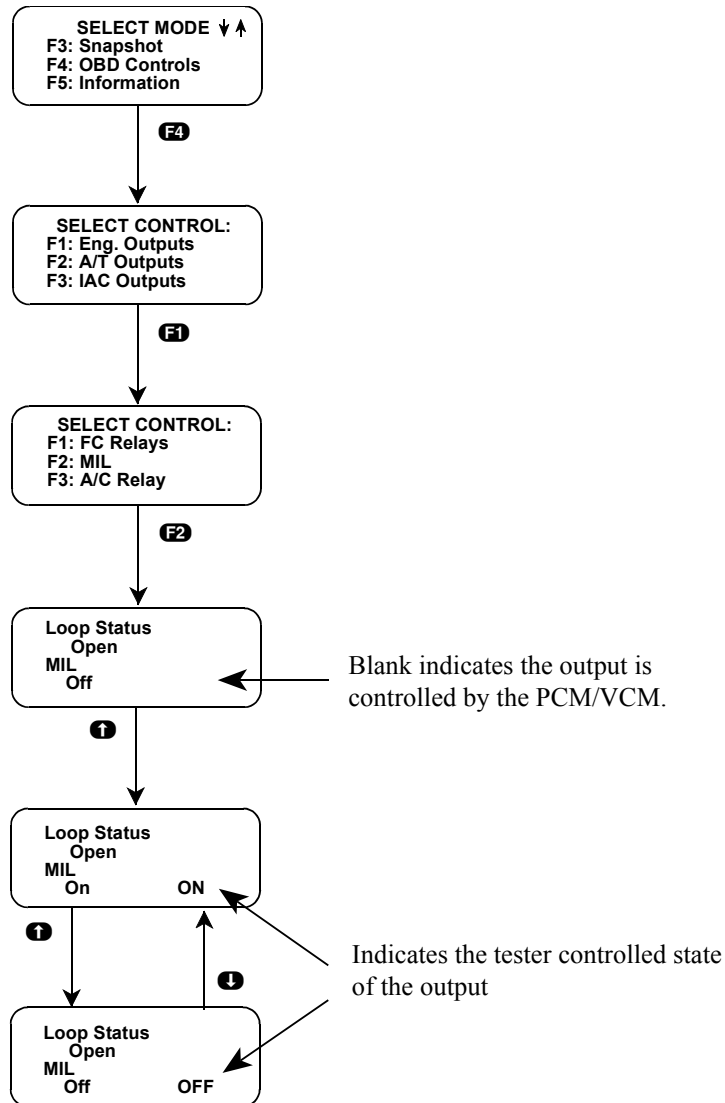 SELECT MODE ↓ ↑
F3: Snapshot
F4: OBD Controls
F5: Information
F4
SELECT CONTROL:
F1: Eng. Outputs
F2: A/T Outputs
F3: IAC Outputs
F1
SELECT CONTROL:
F1: FC Relays
F2: MIL
F3: A/C Relay
F2
Loop Status
Open
MIL
Off
Blank indicates the output is
controlled by the PCM/VCM.
↑
Loop Status
Open
MIL
On ON
↑
↓
Indicates the tester controlled state
of the output
Loop Status
Open
MIL
Off OFF